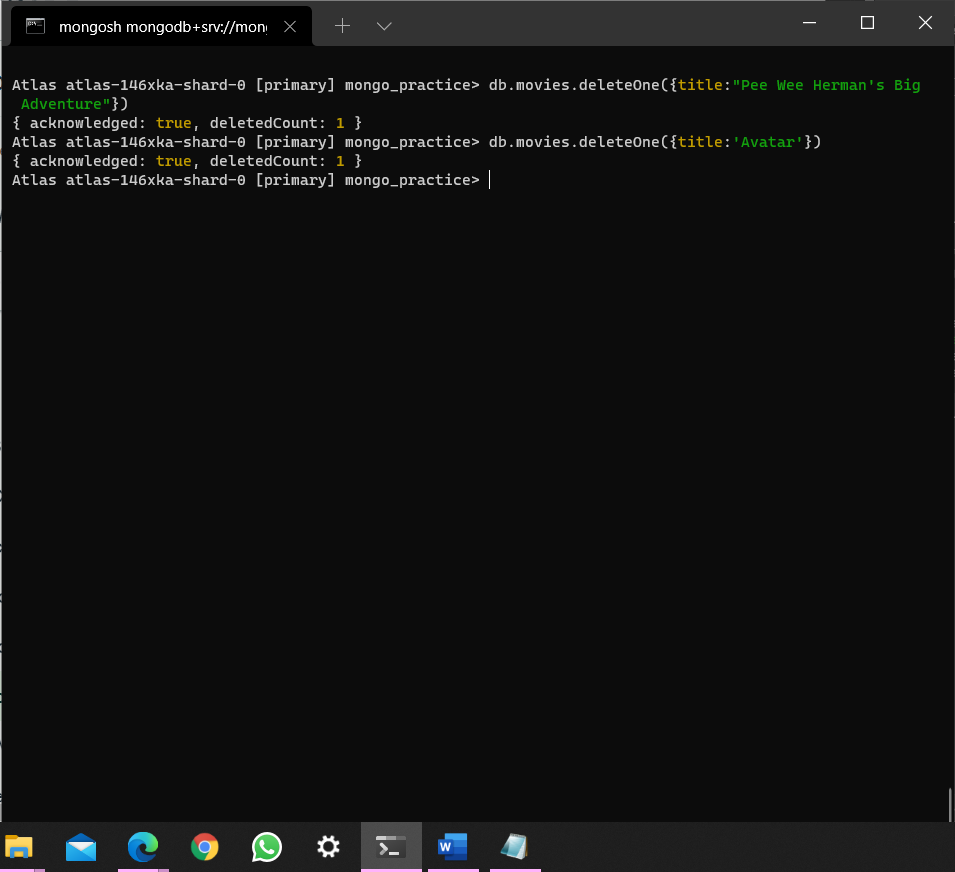 mongosh mongodb+srv://mon
Atlas atlas-146xka-shard-0 [primary] mongo_practice> db.movies.deleteOne({title:"Pee Wee Herman's Big
Adventure"})
{ acknowledged: true, deletedCount: 1 }
Atlas atlas-146xka-shard-0 [primary] mongo_practice> db.movies.deleteOne({title:'Avatar'})
{ acknowledged: true, deletedCount: 1 }
Atlas atlas-146xka-shard-0 [primary] mongo_practice>